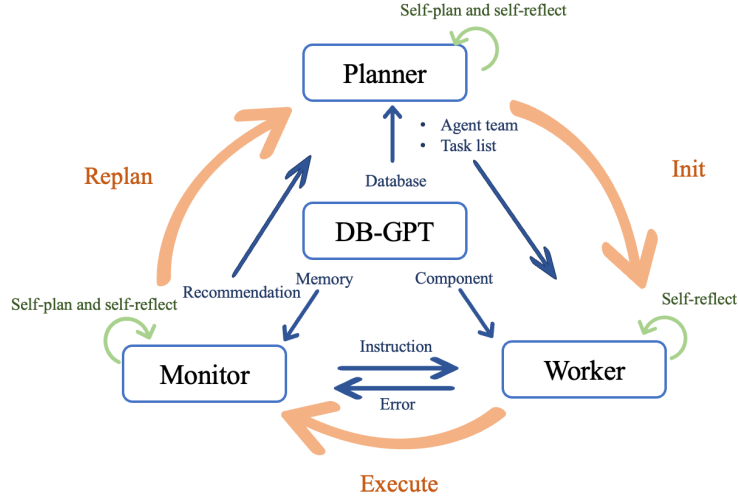 Self-plan and self-reflect
Planner
• Agent team
• Task list
Replan
Init
Database
DB-GPT
Recommendation
Memory
Component
Self-plan and self-reflect
Self-reflect
Monitor
Instruction
Worker
Error
Execute